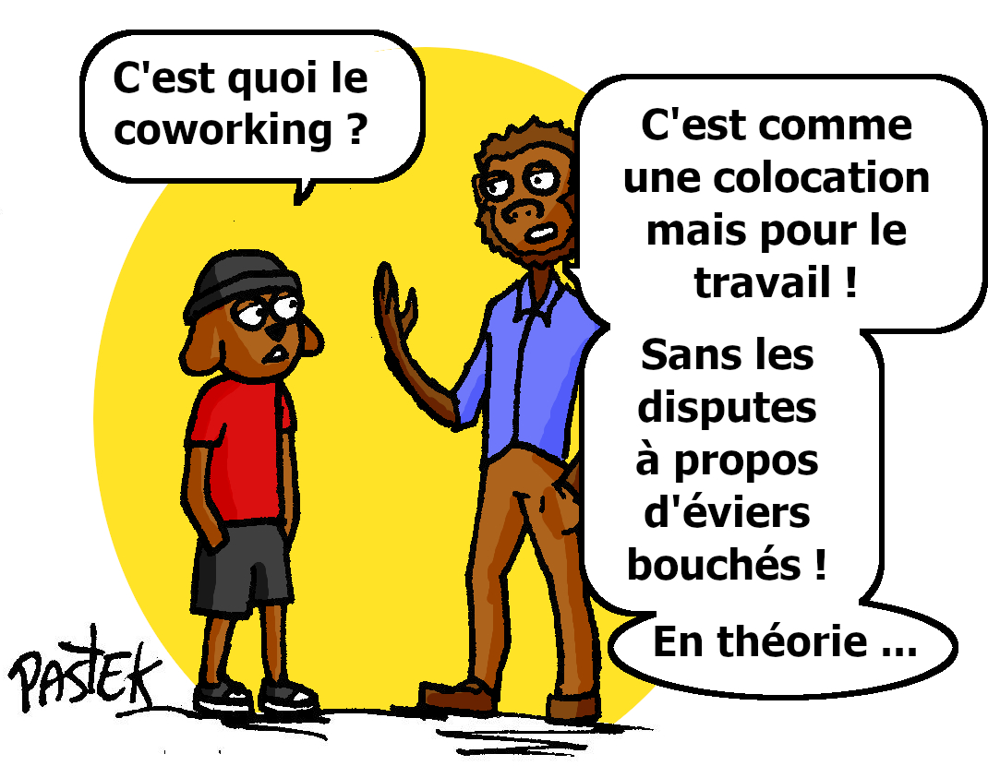 C'est quoi le
coworking ?
C'est comme
une colocation
mais pour le
travail !
Sans les
disputes
à propos
d'éviers
bouchés !
En théorie ...
PASTEK